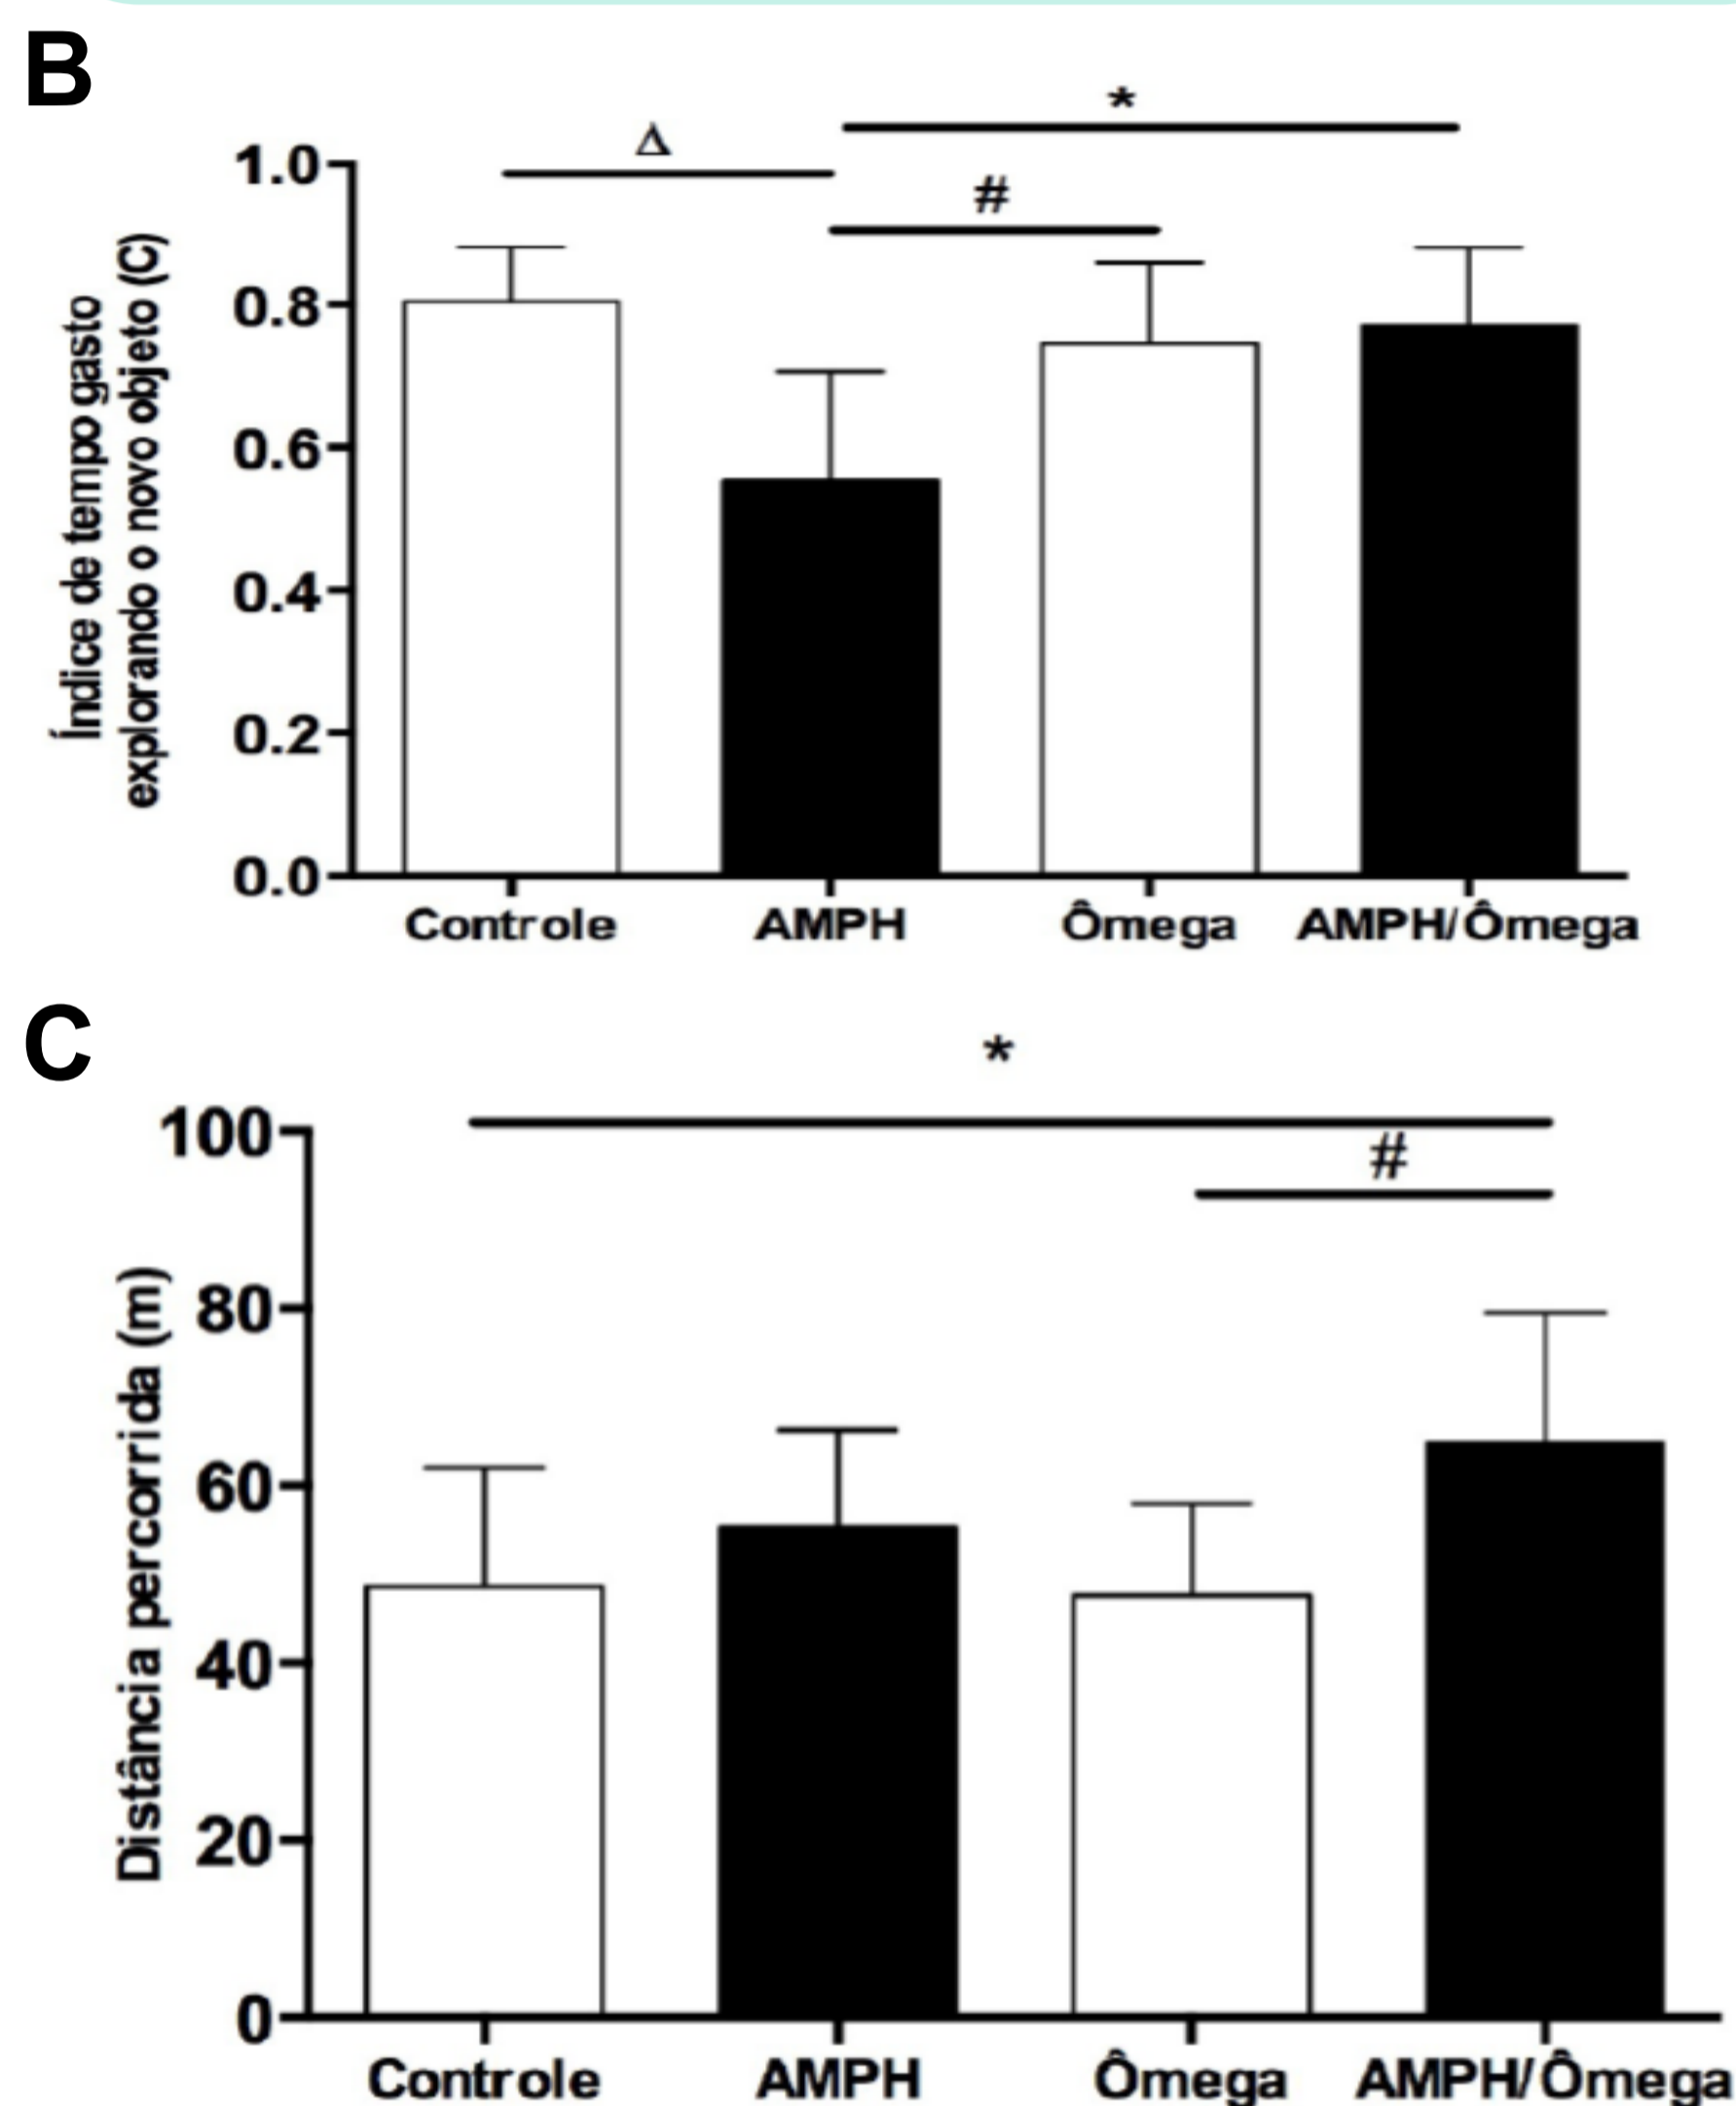 B
*
Δ
1.0
#
Índice de tempo gasto
explorando o novo objeto (C)
0.8
0.6
0.4
0.2
0.0
Controle AMPH Ômega AMPH/Ômega
C
*
100
#
Distância percorrida (m)
80
60
40
20
0
Controle AMPH Ômega AMPH/Ômega